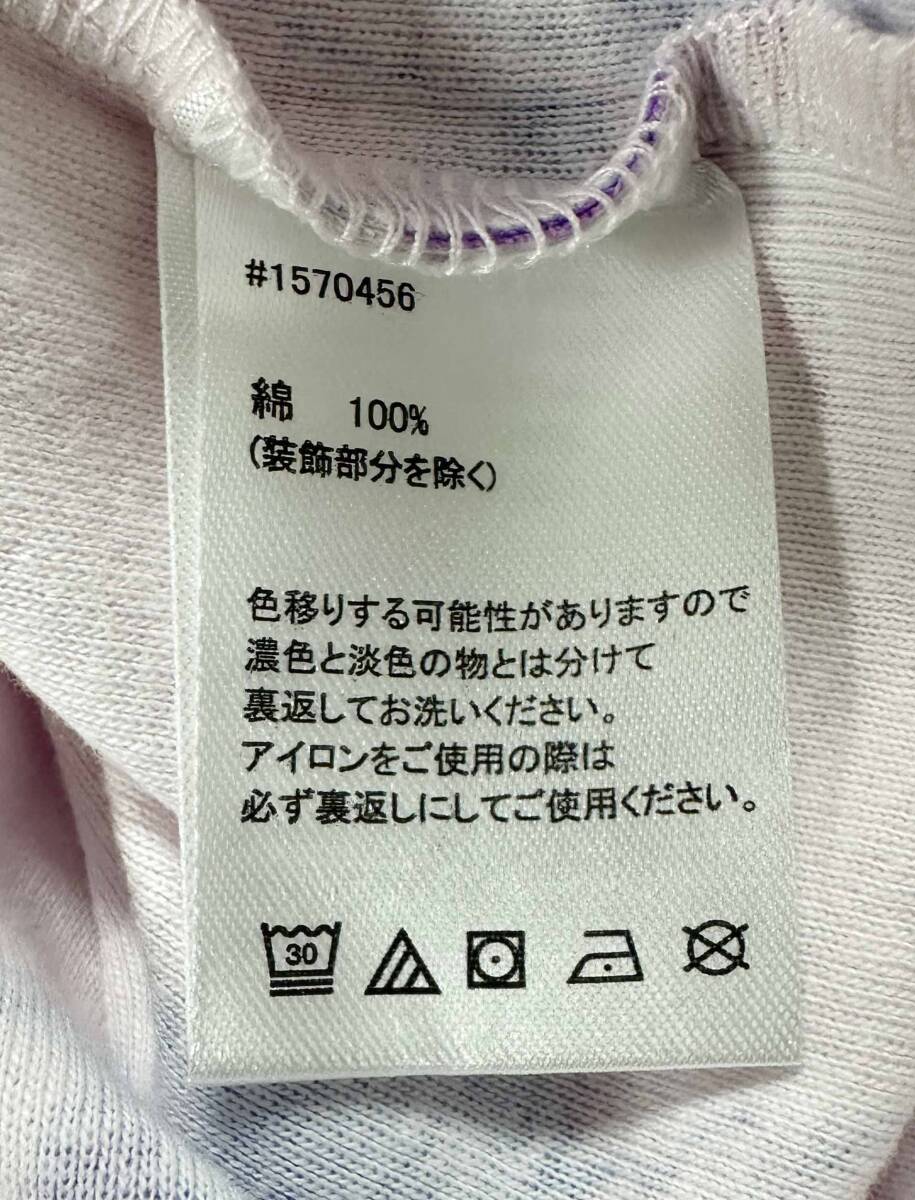 #1570456
綿 100%
(装飾部分を除く)
色移りする可能性がありますので
濃色と淡色の物とは分けて
裏返してお洗いください。
アイロンをご使用の際は
必ず裏返しにしてご使用ください。
30